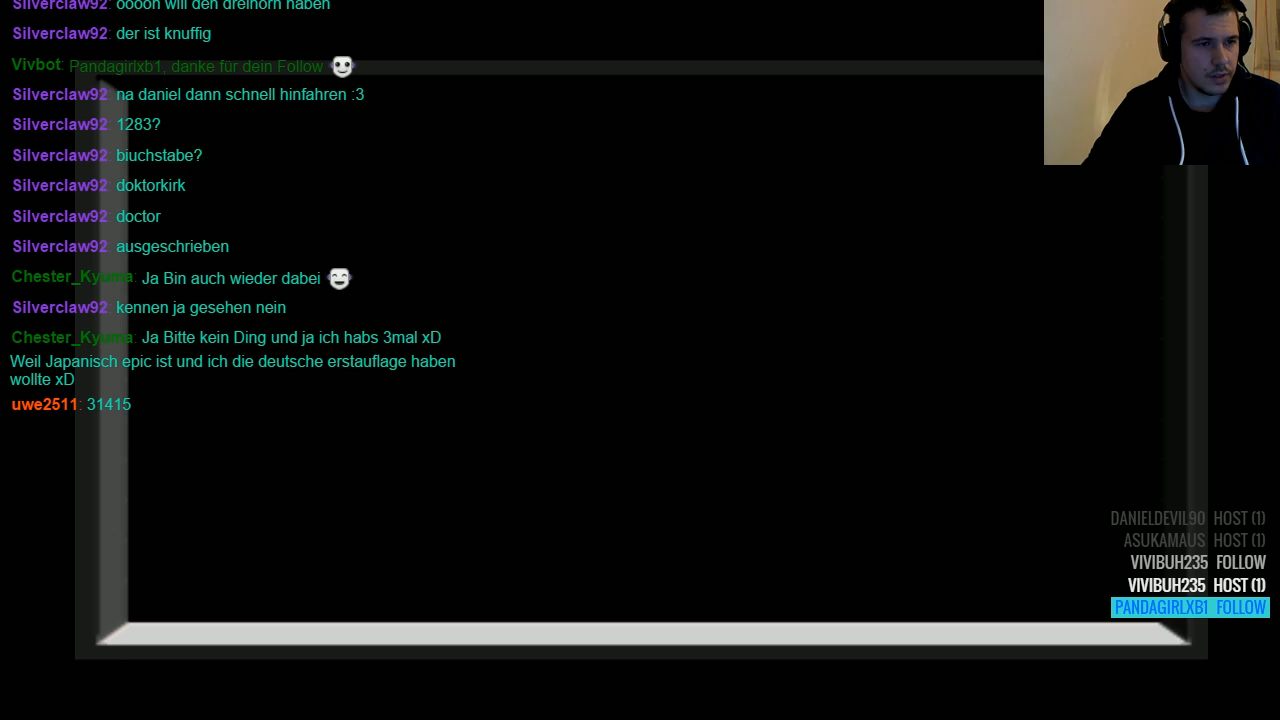 Silverclaw92: ooooh will den dreihorn haben
Silverclaw92: der ist knuffig
Vivbot: Pandagirlxb1, danke für dein Follow
Silverclaw92: na daniel dann schnell hinfahren :3
Silverclaw92: 1283?
Silverclaw92: biuchstabe?
Silverclaw92: doktorkirk
Silverclaw92: doctor
Silverclaw92: ausgeschrieben
Chester_Kyuma: Ja Bin auch wieder dabei
Silverclaw92: kennen ja gesehen nein
Chester_Kyuma: Ja Bitte kein Ding und ja ich habs 3mal xD
Weil Japanisch epic ist und ich die deutsche erstauflage haben
wollte xD
uwe2511: 31415
DANIELDEVIL90 HOST (1)
ASUKAMAUS HOST (1)
VIVIBUH235 FOLLOW
VIVIBUH235 HOST (1)
PANDAGIRLXB1 FOLLOW